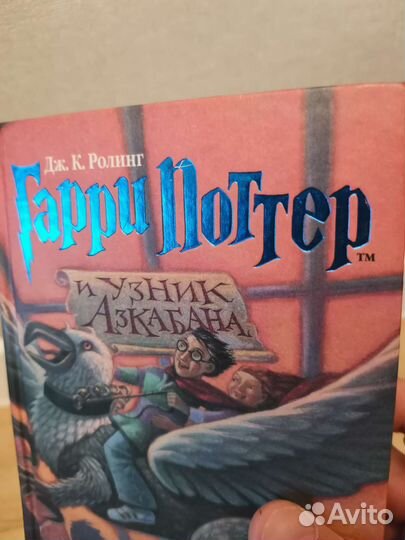 Дж. К. Ролинг
Гарри Поттер
™
и узник
Азкабана
Avito